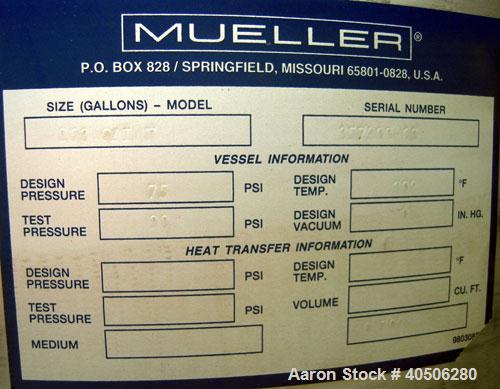 MUELLER®
P.O. BOX 828 / SPRINGFIELD, MISSOURI 65801-0828, U.S.A.
SIZE (GALLONS) – MODEL SERIAL NUMBER
VESSEL INFORMATION
DESIGN PRESSURE 75 PSI DESIGN TEMP. °F
TEST PRESSURE PSI DESIGN VACUUM IN. HG.
HEAT TRANSFER INFORMATION
DESIGN PRESSURE PSI DESIGN TEMP. °F
TEST PRESSURE PSI VOLUME CU. FT.
MEDIUM
Aaron Stock # 40506280